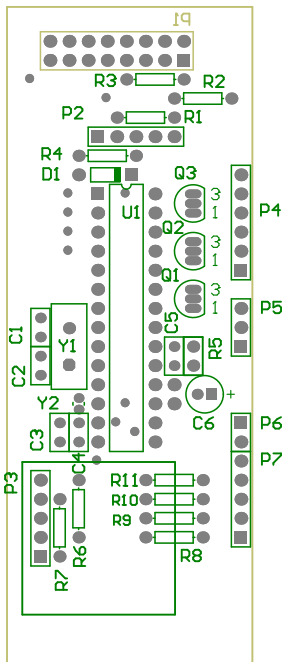 P1
R3
R2
P2
R1
R4
D1
Q3
3
U1
1
P4
Q2
3
1
Q1
3
1
P5
C5
C1
Y1
R5
C2
Y2
+
C6
P6
C3
C4
P7
P3
R11
R10
R9
R6
R8
R7